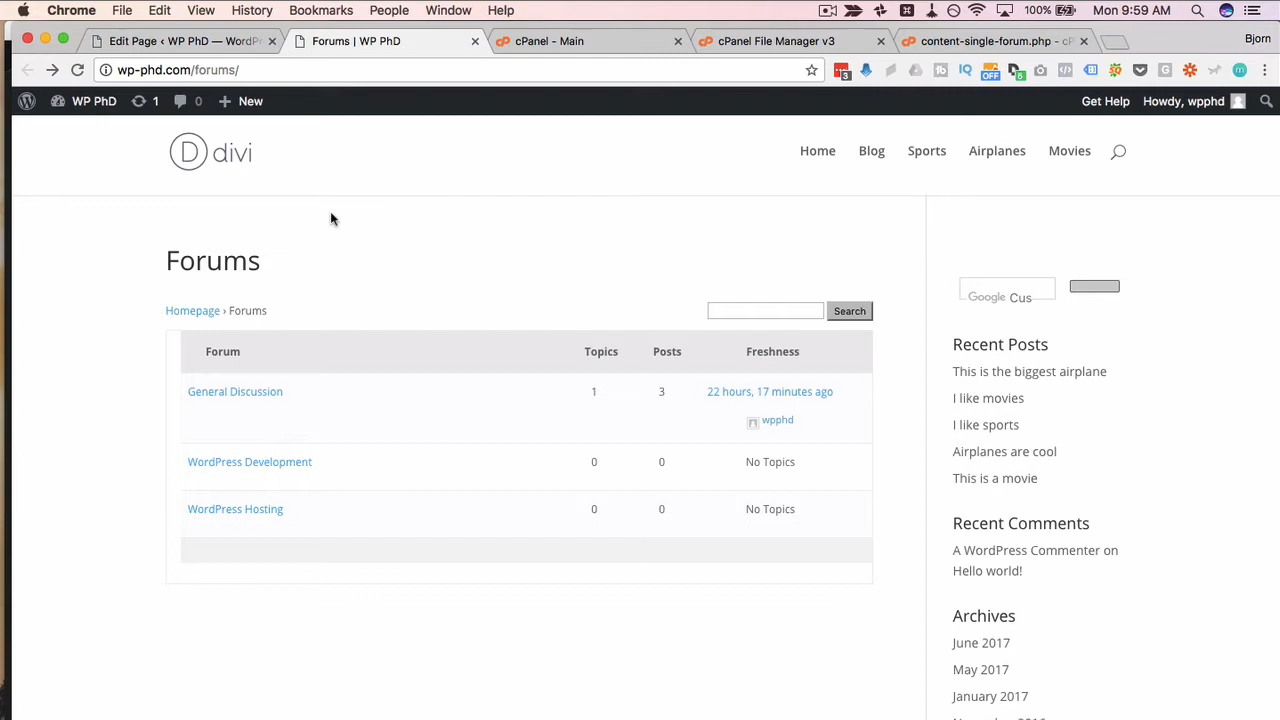 Chrome File Edit View History Bookmarks People Window Help 100% Mon 9:59 AM
Edit Page ‹ WP PhD — WordPr Forums | WP PhD cPanel - Main cPanel File Manager v3 content-single-forum.php - cP Bjorn
wp-phd.com/forums/
WP PhD 1 0 New Get Help Howdy, wpphd
D divi Home Blog Sports Airplanes Movies
Forums
Homepage › Forums Search
Google Cus
Forum Topics Posts Freshness
General Discussion 1 3 22 hours, 17 minutes ago
wpphd
WordPress Development 0 0 No Topics
WordPress Hosting 0 0 No Topics
Recent Posts
This is the biggest airplane
I like movies
I like sports
Airplanes are cool
This is a movie
Recent Comments
A WordPress Commenter on
Hello world!
Archives
June 2017
May 2017
January 2017